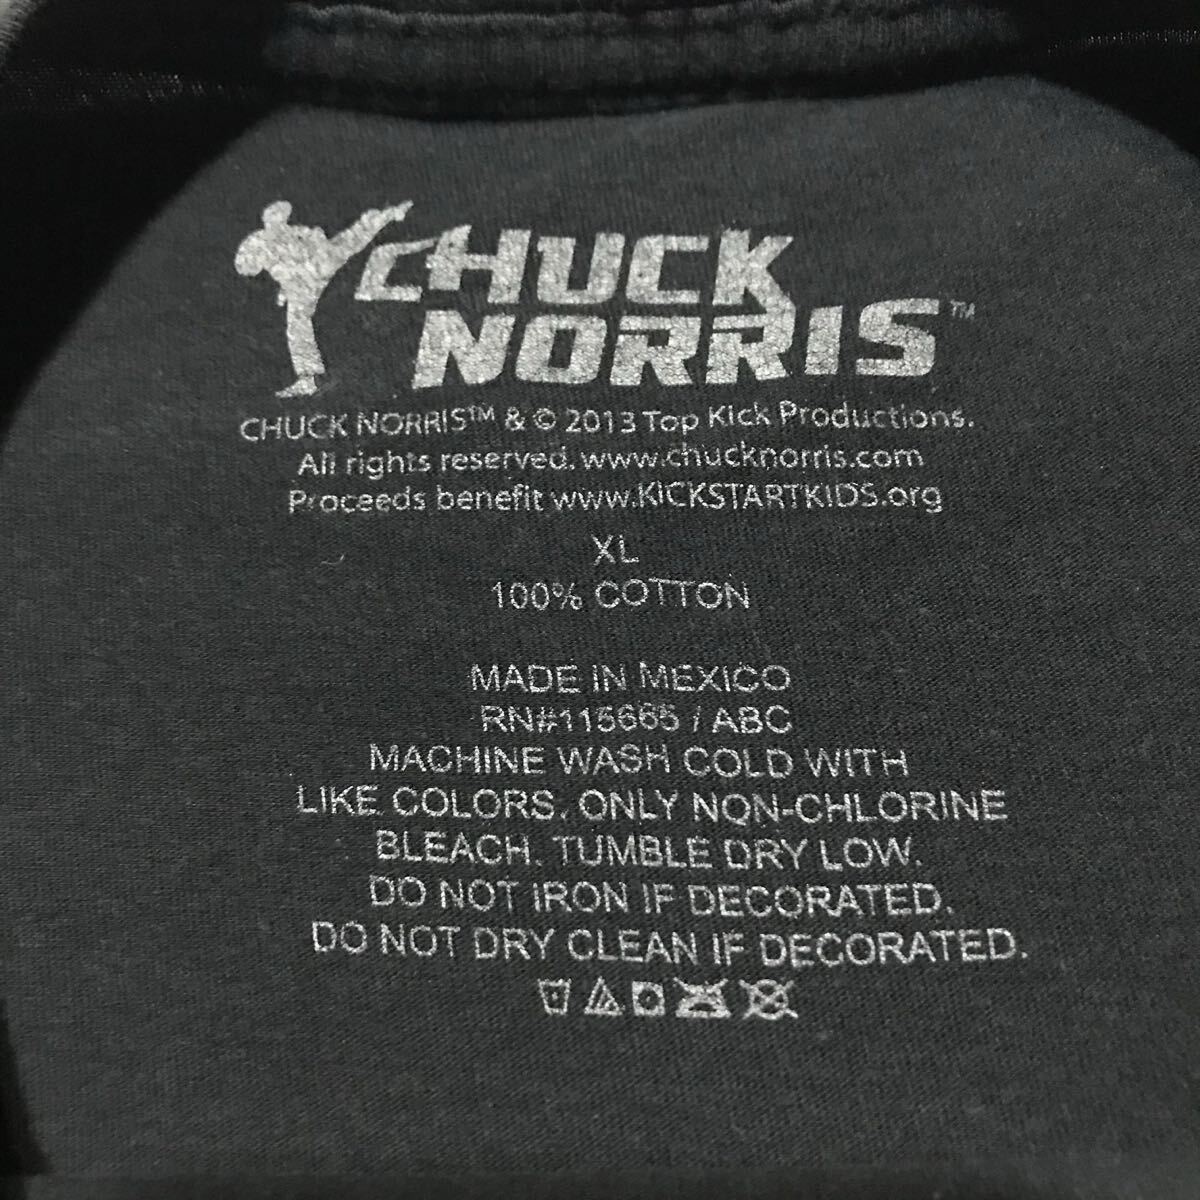 CHUCK
NORRIS™
CHUCK NORRIS™ & © 2013 Top Kick Productions.
All rights reserved. www.chucknorris.com
Proceeds benefit www.KICKSTARTKIDS.org
XL
100% COTTON
MADE IN MEXICO
RN#115665 / ABC
MACHINE WASH COLD WITH
LIKE COLORS. ONLY NON-CHLORINE
BLEACH. TUMBLE DRY LOW.
DO NOT IRON IF DECORATED.
DO NOT DRY CLEAN IF DECORATED.